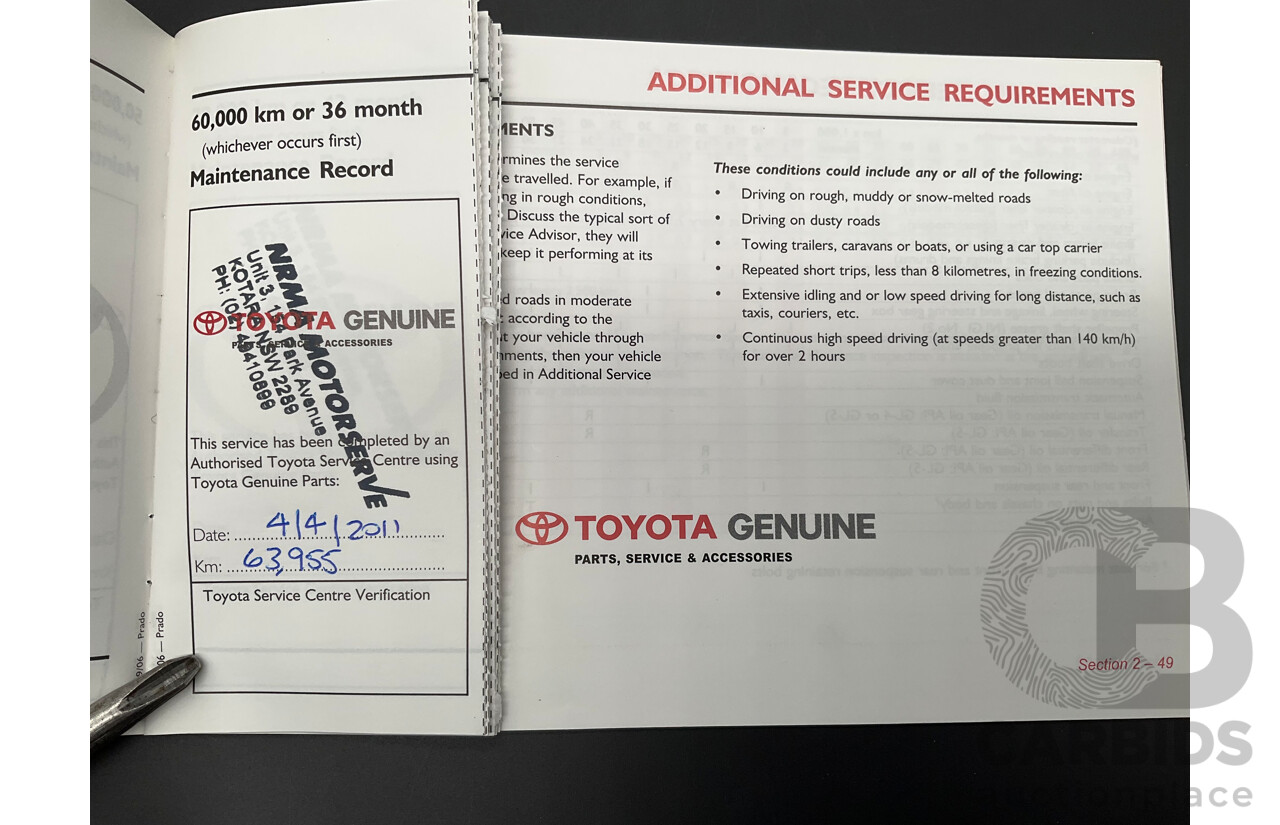 60,000 km or 36 month
(whichever occurs first)
Maintenance Record
NRMA MOTORSERVE
Park Avenue
KOTARA NSW 2289
TOYOTA GENUINE
PARTS, SERVICE & ACCESSORIES
This service has been completed by an
Authorised Toyota Service Centre using
Toyota Genuine Parts:
Date: 4/4/2011
Km: 63,955
Toyota Service Centre Verification
9/06 — Prado
06 — Prado
ADDITIONAL SERVICE REQUIREMENTS
MENTS
rmines the service
e travelled. For example, if
ng in rough conditions,
. Discuss the typical sort of
vice Advisor, they will
keep it performing at its
d roads in moderate
t according to the
t your vehicle through
nments, then your vehicle
bed in Additional Service
These conditions could include any or all of the following:
• Driving on rough, muddy or snow-melted roads
• Driving on dusty roads
• Towing trailers, caravans or boats, or using a car top carrier
• Repeated short trips, less than 8 kilometres, in freezing conditions.
• Extensive idling and or low speed driving for long distance, such as
taxis, couriers, etc.
• Continuous high speed driving (at speeds greater than 140 km/h)
for over 2 hours
TOYOTA GENUINE
PARTS, SERVICE & ACCESSORIES
Section 2 – 49
CB
CARBIDS